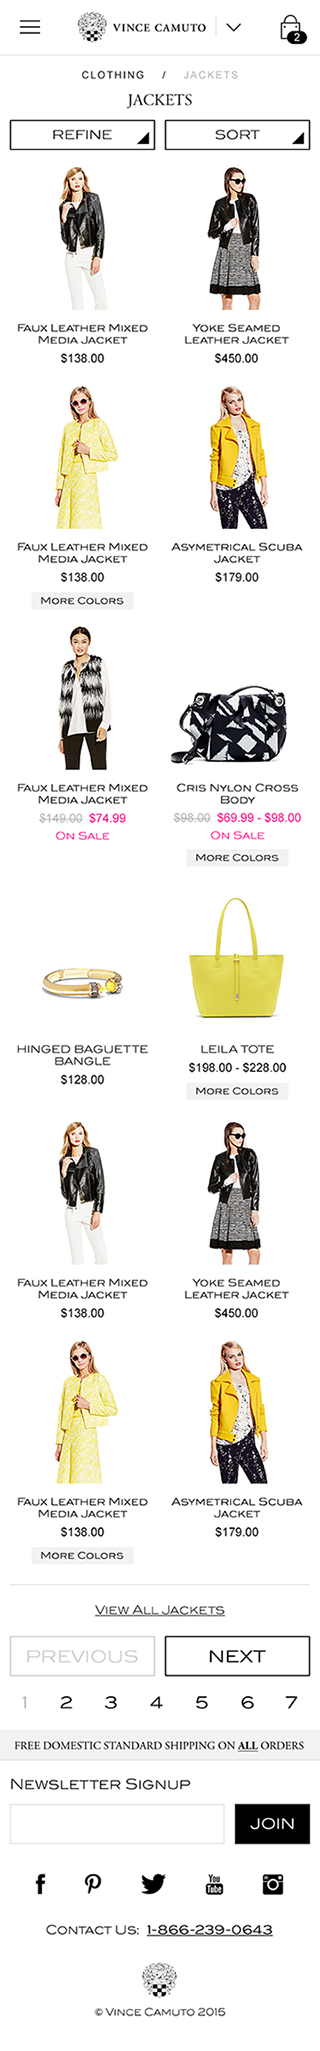 VINCE CAMUTO
2
CLOTHING / JACKETS
JACKETS
REFINE
SORT
FAUX LEATHER MIXED
MEDIA JACKET
$138.00
YOKE SEAMED
LEATHER JACKET
$450.00
FAUX LEATHER MIXED
MEDIA JACKET
$138.00
MORE COLORS
ASYMETRICAL SCUBA
JACKET
$179.00
FAUX LEATHER MIXED
MEDIA JACKET
$149.00 $74.99
ON SALE
CRIS NYLON CROSS
BODY
$98.00 $69.99 - $98.00
ON SALE
MORE COLORS
HINGED BAGUETTE
BANGLE
$128.00
LEILA TOTE
$198.00 - $228.00
MORE COLORS
FAUX LEATHER MIXED
MEDIA JACKET
$138.00
YOKE SEAMED
LEATHER JACKET
$450.00
FAUX LEATHER MIXED
MEDIA JACKET
$138.00
MORE COLORS
ASYMETRICAL SCUBA
JACKET
$179.00
VIEW ALL JACKETS
PREVIOUS
NEXT
1 2 3 4 5 6 7
FREE DOMESTIC STANDARD SHIPPING ON ALL ORDERS
NEWSLETTER SIGNUP
JOIN
You Tube
CONTACT US: 1-866-239-0643
© VINCE CAMUTO 2015